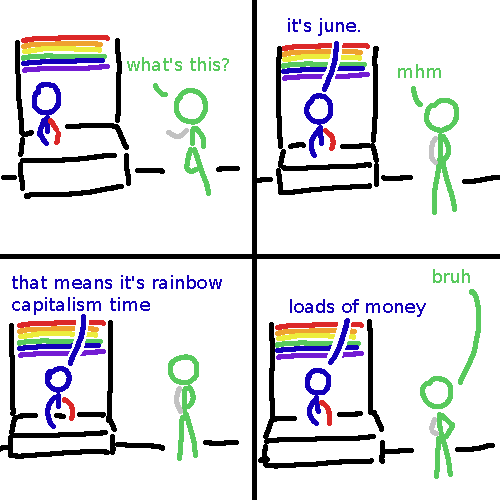 what's this?
it's june.
mhm
that means it's rainbow
capitalism time
loads of money
bruh